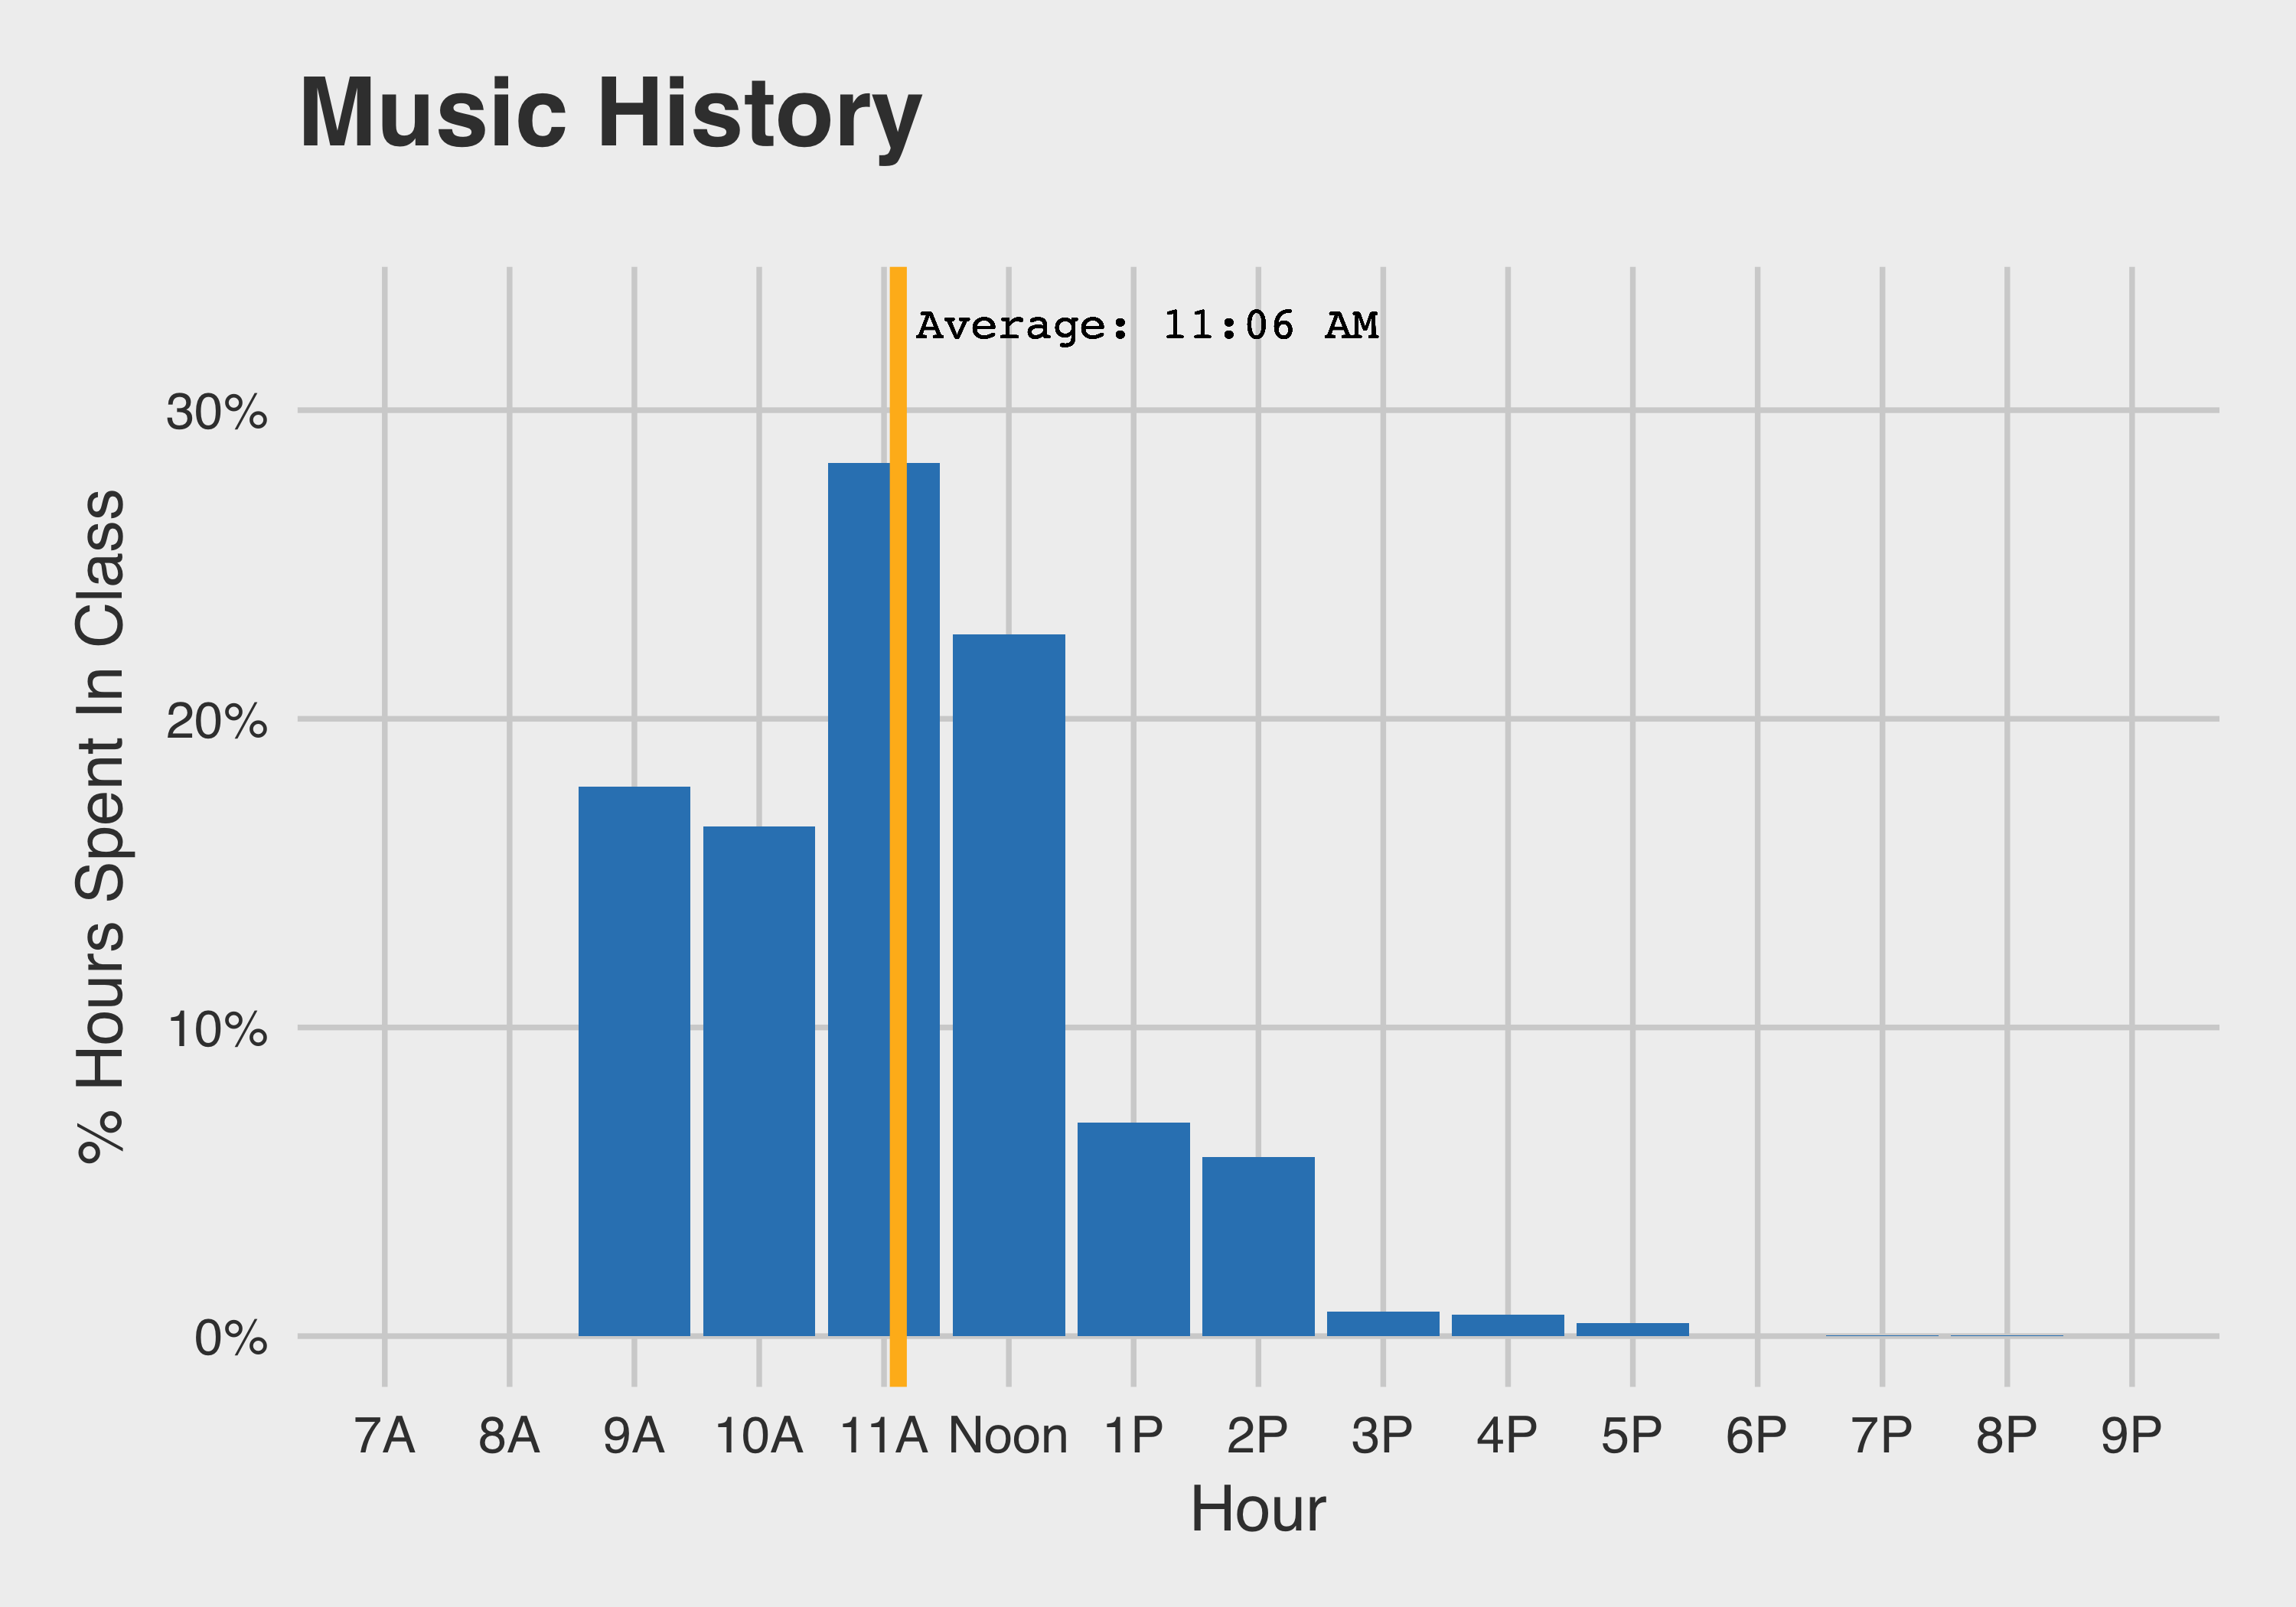 Music History
Average: 11:06 AM
30%
20%
10%
0%
% Hours Spent In Class
7A 8A 9A 10A 11A Noon 1P 2P 3P 4P 5P 6P 7P 8P 9P
Hour